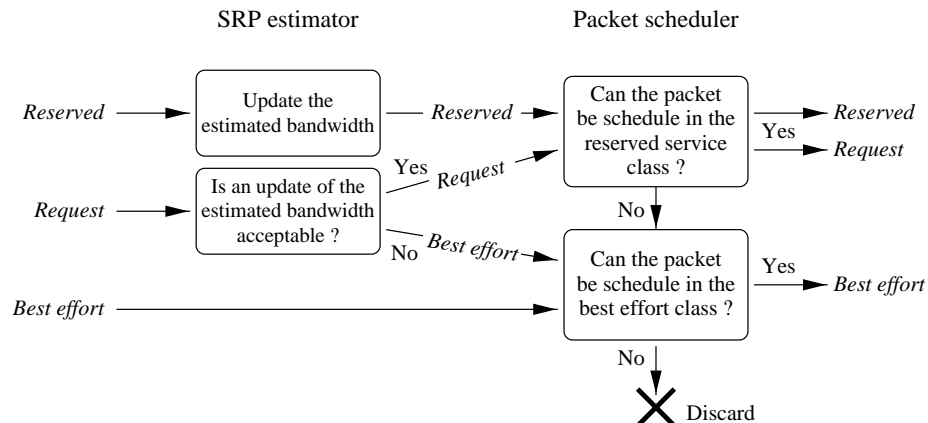 SRP estimator
Packet scheduler
Reserved
Update the
estimated bandwidth
Reserved
Can the packet
be schedule in the
reserved service
class ?
Reserved
Yes
Request
Request
Is an update of the
estimated bandwidth
acceptable ?
Yes
Request
No
Best effort
No
Can the packet
be schedule in the
best effort class ?
Yes
Best effort
Best effort
No
Discard